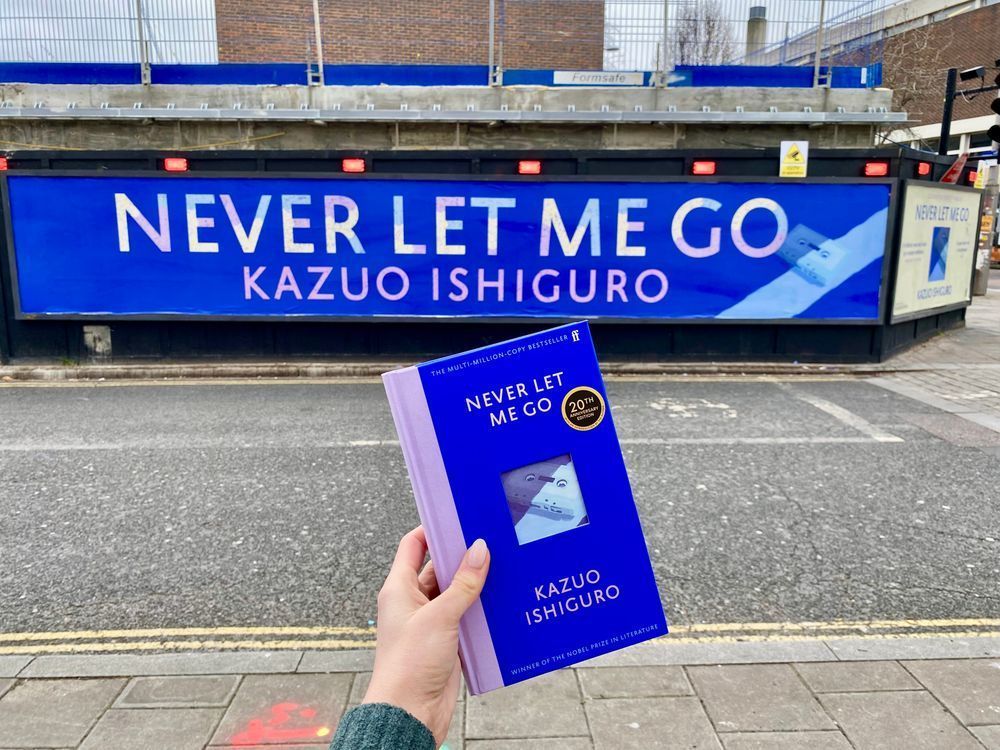 Formsafe
NEVER LET ME GO
KAZUO ISHIGURO
NEVER LET ME GO
KAZUO ISHIGURO
THE MULTI-MILLION-COPY BESTSELLER ff
NEVER LET
ME GO
20TH
ANNIVERSARY
EDITION
KAZUO
ISHIGURO
WINNER OF THE NOBEL PRIZE IN LITERATURE